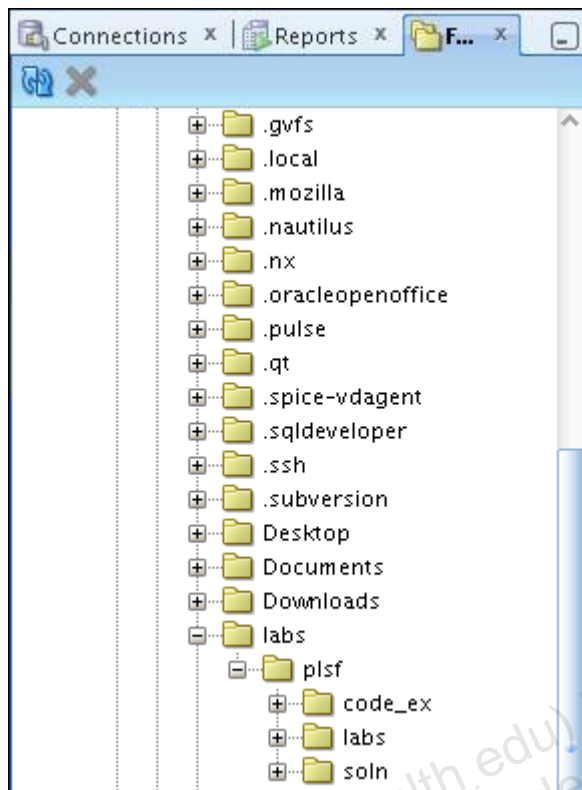 Connections x Reports x F... x
.gvfs
.local
.mozilla
.nautilus
.nx
.oracleopenoffice
.pulse
.qt
.spice-vdagent
.sqldeveloper
.ssh
.subversion
Desktop
Documents
Downloads
labs
plsf
code_ex
labs
soln